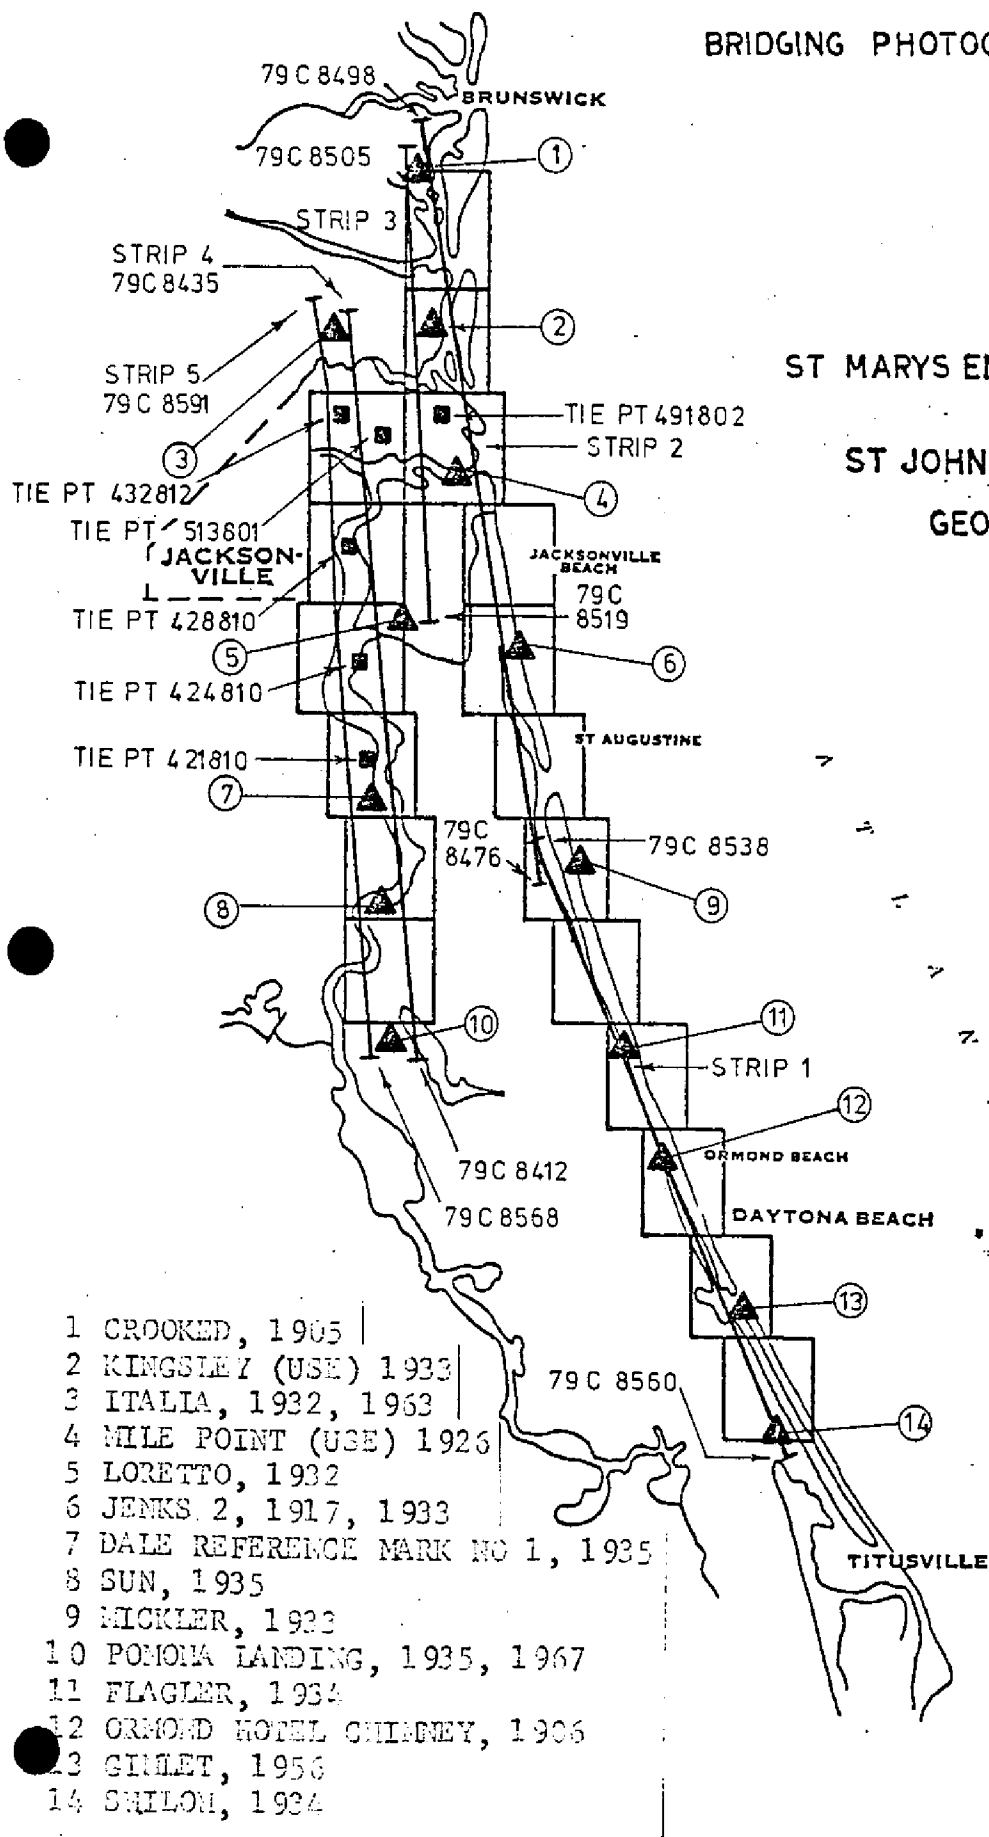 BRIDGING PHOTOG
79C 8498
BRUNSWICK
79C 8505
1
STRIP 3
STRIP 4
79C 8435
2
ST MARYS EN
STRIP 5
79C 8591
TIE PT 491802
STRIP 2
3
ST JOHN
TIE PT 432812
4
TIE PT 513801
GEO
JACKSON-
VILLE
JACKSONVILLE
BEACH
79C
8519
TIE PT 428810
5
6
TIE PT 424810
ST AUGUSTINE
TIE PT 421810
7
79C
8476
79C 8538
8
9
10
11
STRIP 1
12
79C 8412
ORMOND BEACH
79C 8568
DAYTONA BEACH
13
79C 8560
14
TITUSVILLE
1 CROOKED, 1905
2 KINGSLEY (USE) 1933
3 ITALIA, 1932, 1963
4 MILE POINT (USE) 1926
5 LORETTO, 1932
6 JENKS 2, 1917, 1933
7 DALE REFERENCE MARK NO 1, 1935
8 SUN, 1935
9 MICKLER, 1933
10 POMONA LANDING, 1935, 1967
11 FLAGLER, 1934
12 ORMOND HOTEL CHIMNEY, 1906
13 GIMLET, 1956
14 SHILOH, 1934